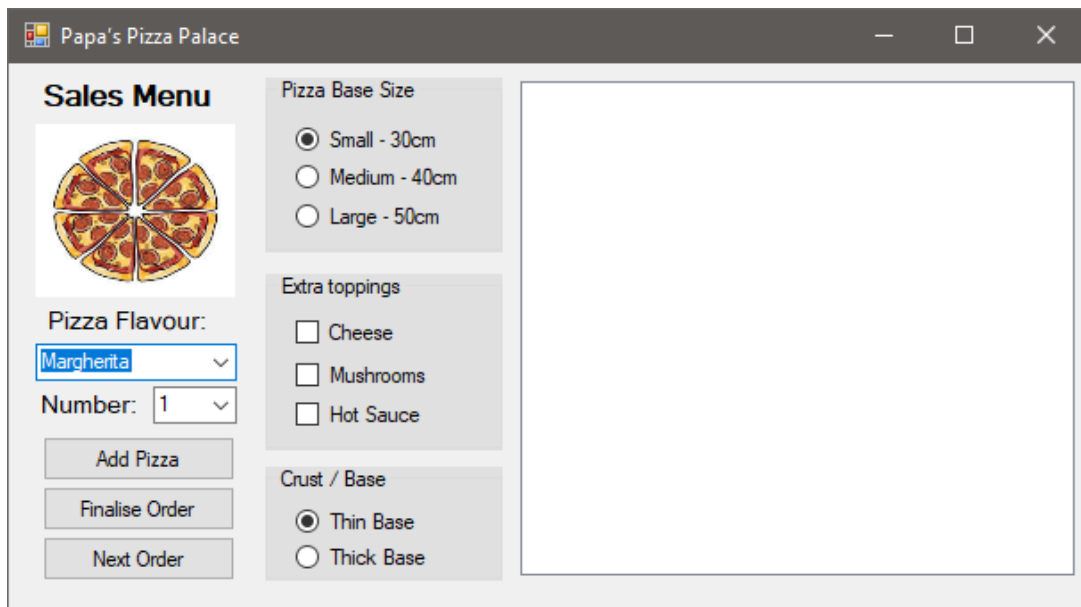 Papa's Pizza Palace
Sales Menu
Pizza Flavour:
Margherita
Number: 1
Add Pizza
Finalise Order
Next Order
Pizza Base Size
Small - 30cm
Medium - 40cm
Large - 50cm
Extra toppings
Cheese
Mushrooms
Hot Sauce
Crust / Base
Thin Base
Thick Base